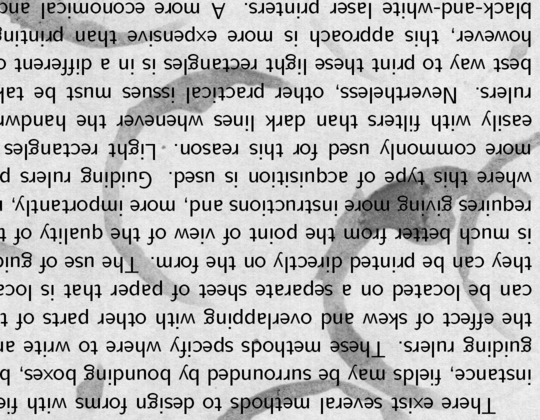 There exist several methods to design forms with fie
instance, fields may be surrounded by bounding boxes, b
guiding rulers. These methods specify where to write an
the effect of skew and overlapping with other parts of t
can be located on a separate sheet of paper that is loca
they can be printed directly on the form. The use of gui
is much better from the point of view of the quality of t
requires giving more instructions and, more importantly,
where this type of acquisition is used. Guiding rulers p
more commonly used for this reason. Light rectangles
easily with filters than dark lines whenever the handwr
rulers. Nevertheless, other practical issues must be tak
best way to print these light rectangles is in a different
however, this approach is more expensive than printing
black-and-white laser printers. A more economical and